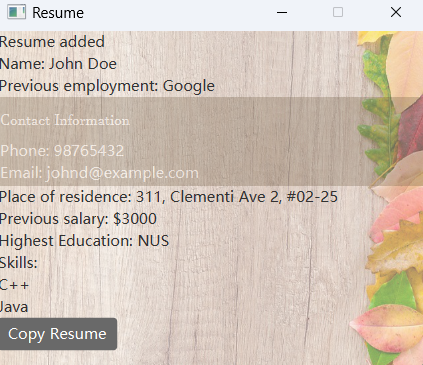 Resume
Resume added
Name: John Doe
Previous employment: Google
Contact Information
Phone: 98765432
Email: johnd@example.com
Place of residence: 311, Clementi Ave 2, #02-25
Previous salary: $3000
Highest Education: NUS
Skills:
C++
Java
Copy Resume